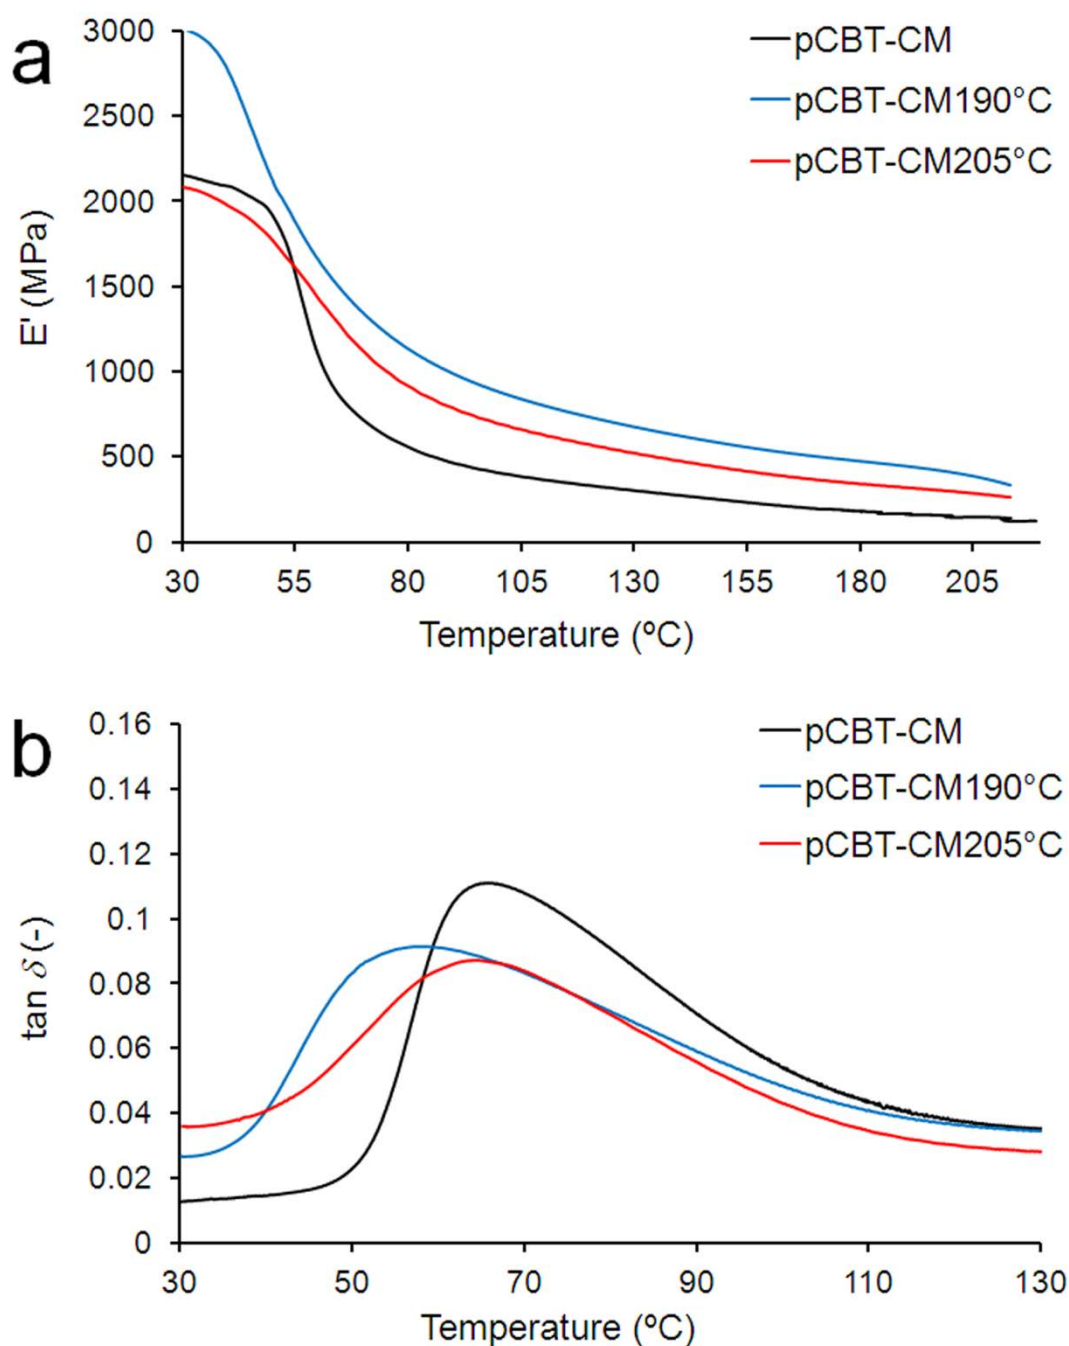 a
3000
2500
2000
1500
1000
500
0
E' (MPa)
pCBT-CM
pCBT-CM190°C
pCBT-CM205°C
30 55 80 105 130 155 180 205
Temperature (ºC)
b
0.16
0.14
0.12
0.1
0.08
0.06
0.04
0.02
0
tan δ (-)
pCBT-CM
pCBT-CM190°C
pCBT-CM205°C
30 50 70 90 110 130
Temperature (ºC)